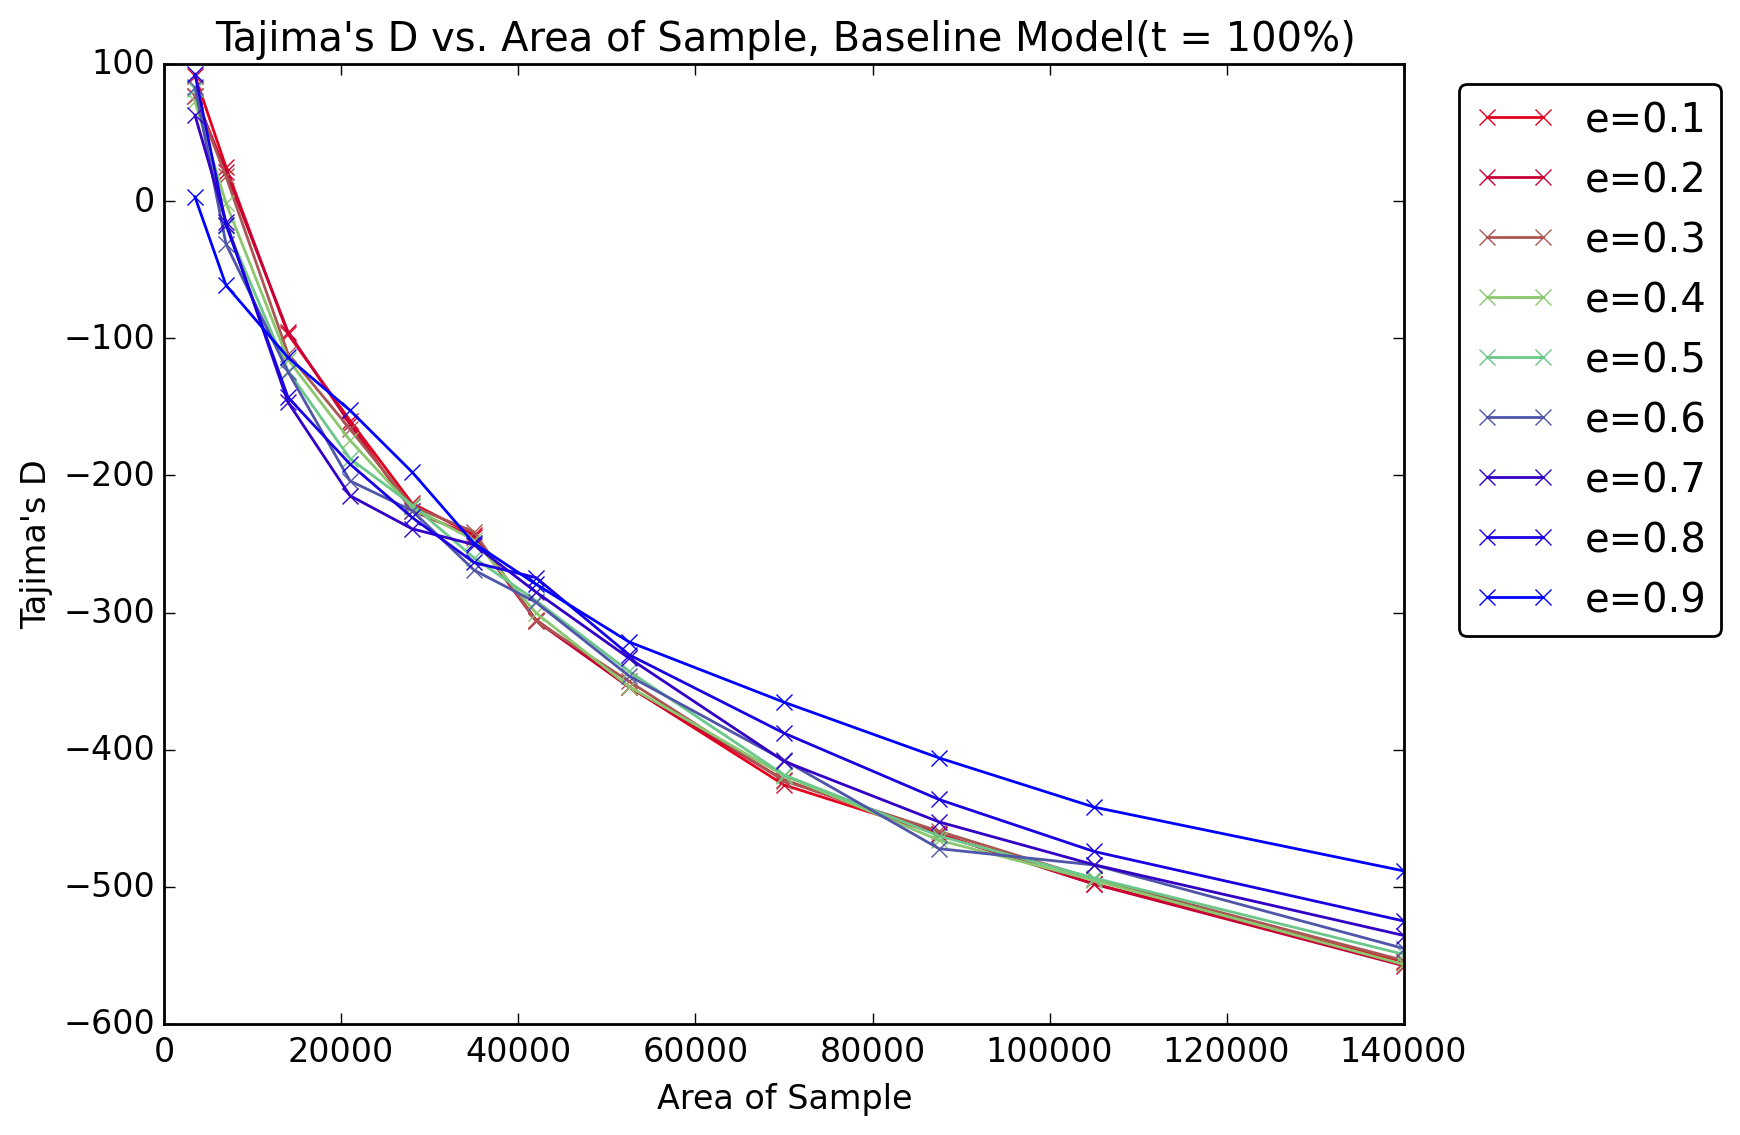 Tajima's D vs. Area of Sample, Baseline Model(t = 100%)
100
0
−100
−200
−300
−400
−500
−600
Tajima's D
0 20000 40000 60000 80000 100000 120000 140000
Area of Sample
e=0.1
e=0.2
e=0.3
e=0.4
e=0.5
e=0.6
e=0.7
e=0.8
e=0.9